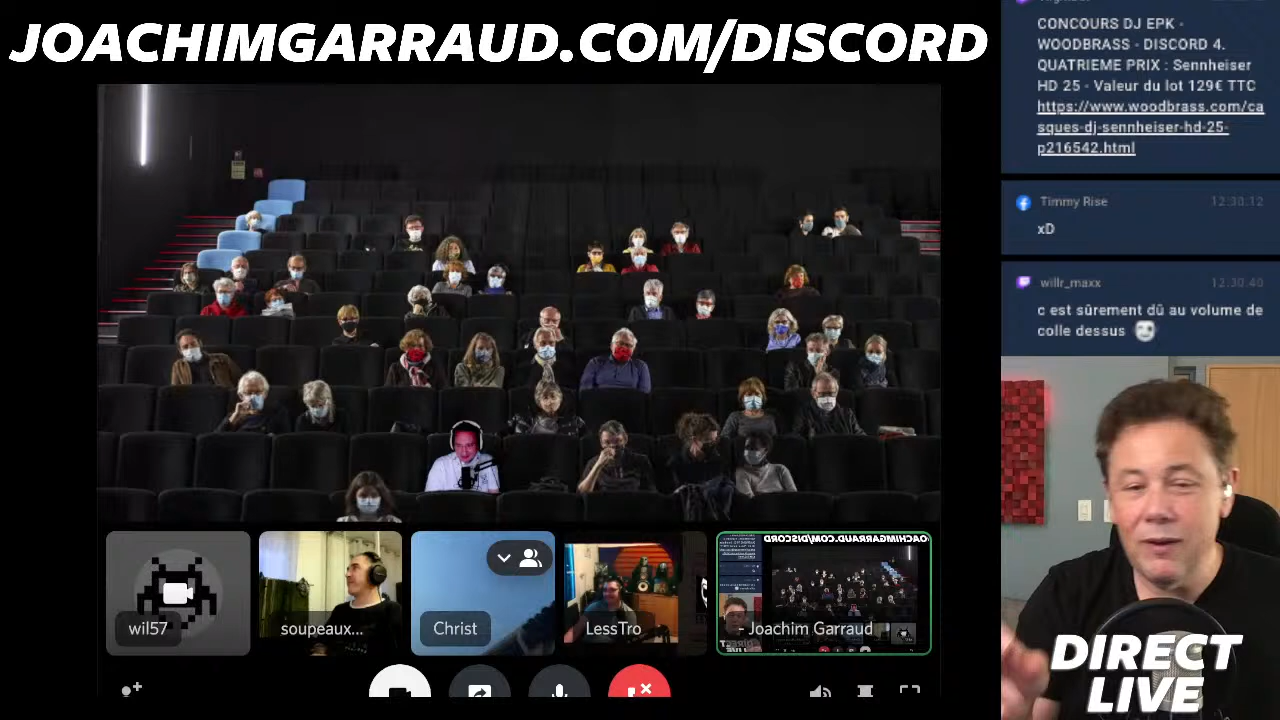 JOACHIMGARRAUD.COM/DISCORD
CONCOURS DJ EPK -
WOODBRASS - DISCORD 4.
QUATRIEME PRIX : Sennheiser
HD 25 - Valeur du lot 129€ TTC
https://www.woodbrass.com/ca
sques-dj-sennheiser-hd-25-
p216542.html
Timmy Rise 12:30:12
xD
willr_maxx 12:30:40
c est sûrement dû au volume de
colle dessus
wil57
soupeaux...
Christ
LessTro
- Joachim Garraud
DIRECT
LIVE